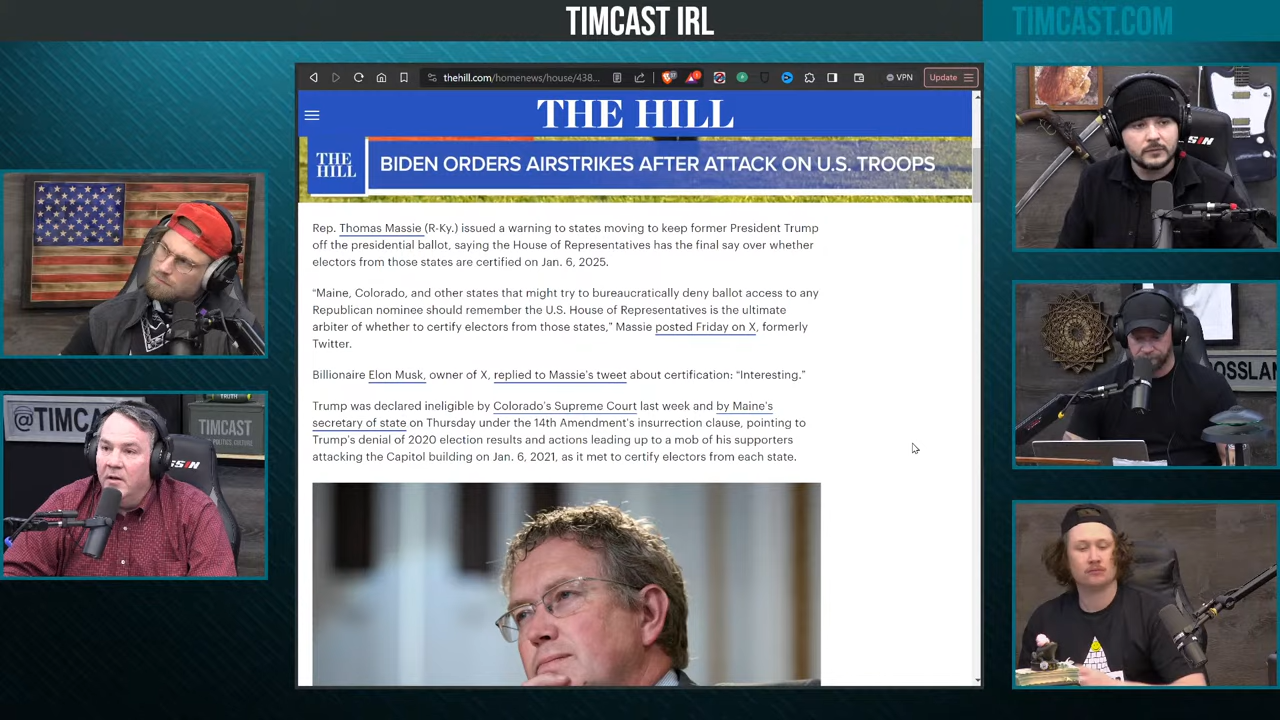 TIMCAST IRL
TIMCAST.COM
thehill.com/homenews/house/438...
VPN
Update
THE HILL
THE
HILL
BIDEN ORDERS AIRSTRIKES AFTER ATTACK ON U.S. TROOPS
Rep. Thomas Massie (R-Ky.) issued a warning to states moving to keep former President Trump
off the presidential ballot, saying the House of Representatives has the final say over whether
electors from those states are certified on Jan. 6, 2025.
“Maine, Colorado, and other states that might try to bureaucratically deny ballot access to any
Republican nominee should remember the U.S. House of Representatives is the ultimate
arbiter of whether to certify electors from those states,” Massie posted Friday on X, formerly
Twitter.
Billionaire Elon Musk, owner of X, replied to Massie’s tweet about certification: “Interesting.”
Trump was declared ineligible by Colorado’s Supreme Court last week and by Maine’s
secretary of state on Thursday under the 14th Amendment’s insurrection clause, pointing to
Trump’s denial of 2020 election results and actions leading up to a mob of his supporters
attacking the Capitol building on Jan. 6, 2021, as it met to certify electors from each state.
@TIMCAST
TRUTH
TIMCAST
SSIN
SIN
OSSLAN